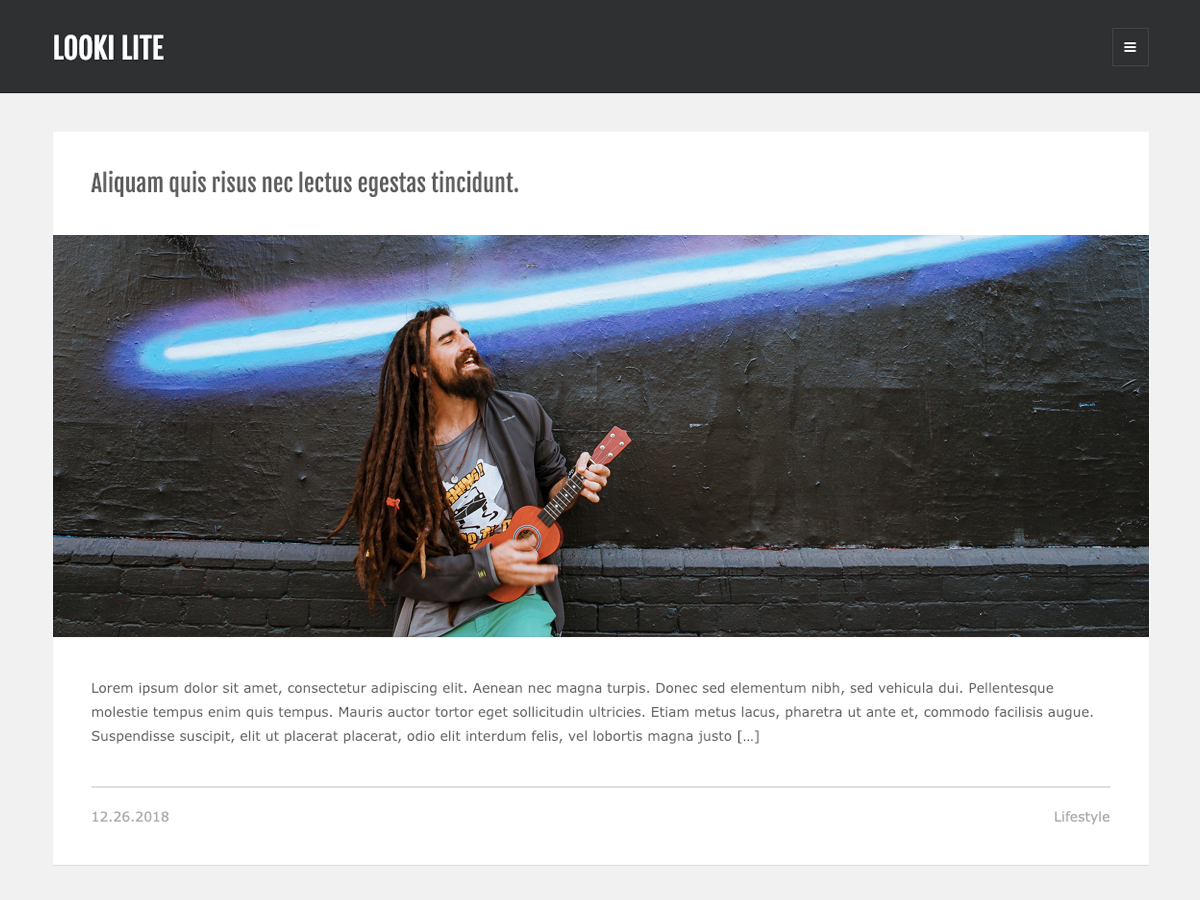 LOOKI LITE
Aliquam quis risus nec lectus egestas tincidunt.
Lorem ipsum dolor sit amet, consectetur adipiscing elit. Aenean nec magna turpis. Donec sed elementum nibh, sed vehicula dui. Pellentesque
molestie tempus enim quis tempus. Mauris auctor tortor eget sollicitudin ultricies. Etiam metus lacus, pharetra ut ante et, commodo facilisis augue.
Suspendisse suscipit, elit ut placerat placerat, odio elit interdum felis, vel lobortis magna justo […]
12.26.2018
Lifestyle